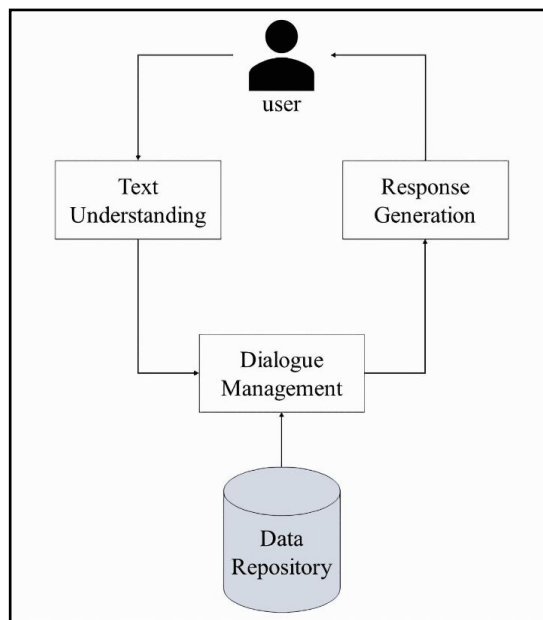 user
Text
Understanding
Response
Generation
Dialogue
Management
Data
Repository